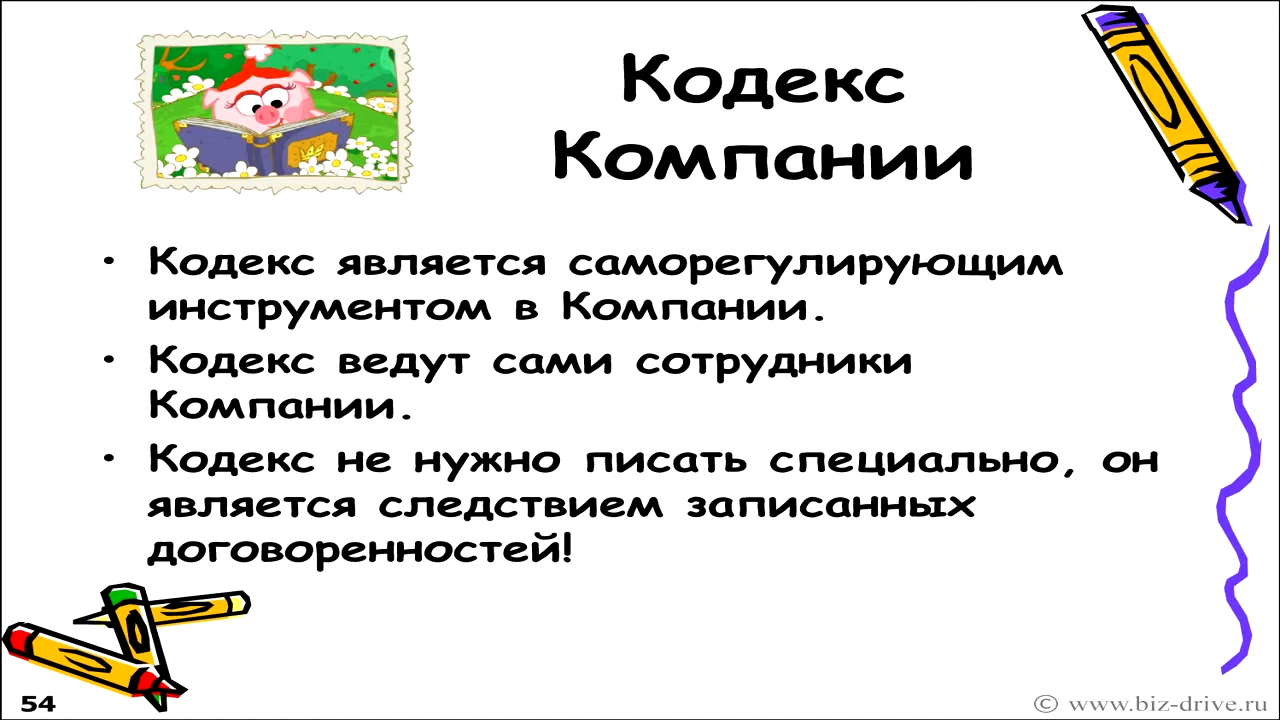 Кодекс
Компании
• Кодекс является саморегулирующим
инструментом в Компании.
• Кодекс ведут сами сотрудники
Компании.
• Кодекс не нужно писать специально, он
является следствием записанных
договоренностей!
54
© www.biz-drive.ru